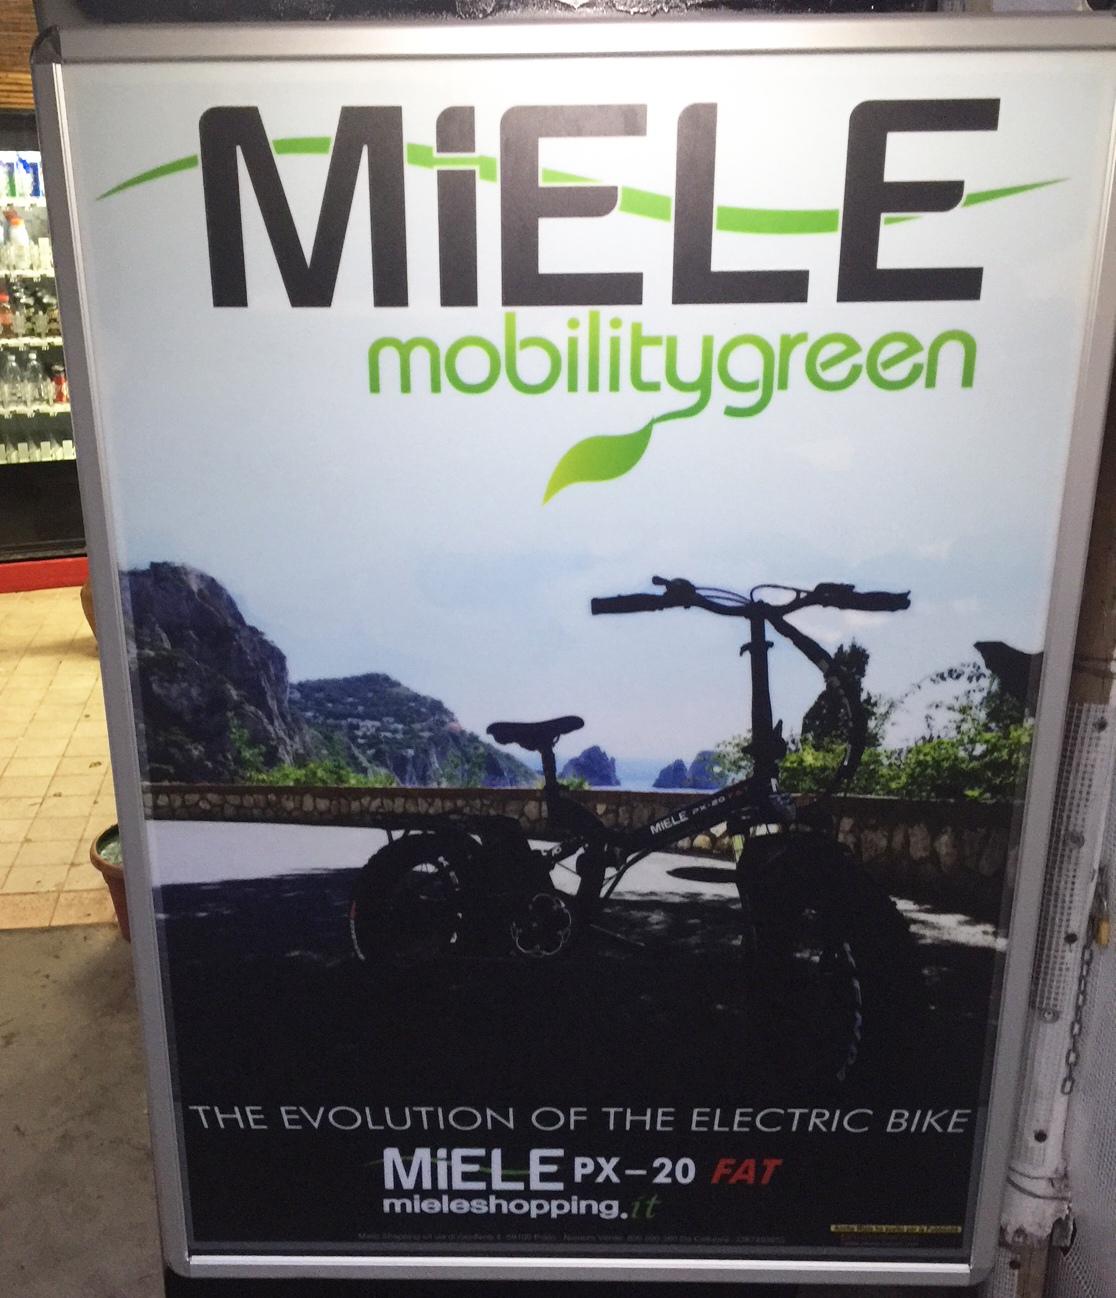 MiELE
mobilitygreen
MIELE PX-20
THE EVOLUTION OF THE ELECTRIC BIKE
MiELE PX-20 FAT
mieleshopping.it